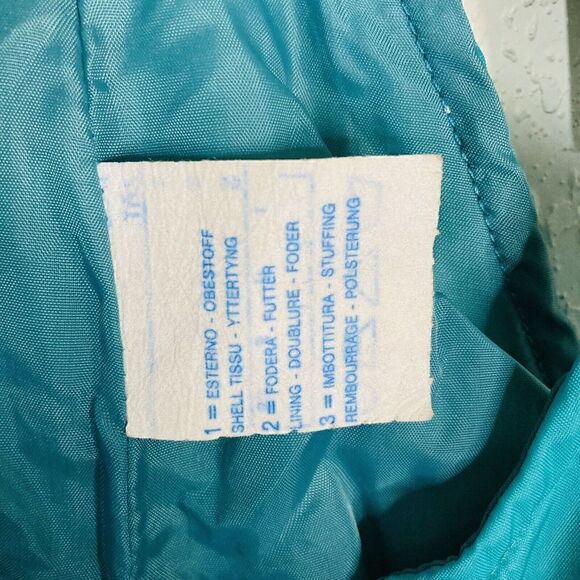 1 = ESTERNO - OBESTOFF
SHELL TISSU - YTTERTYNG
2 = FODERA - FUTTER
LINING - DOUBLURE - FODER
3 = IMBOTTITURA - STUFFING
REMBOURRAGE - POLSTERUNG